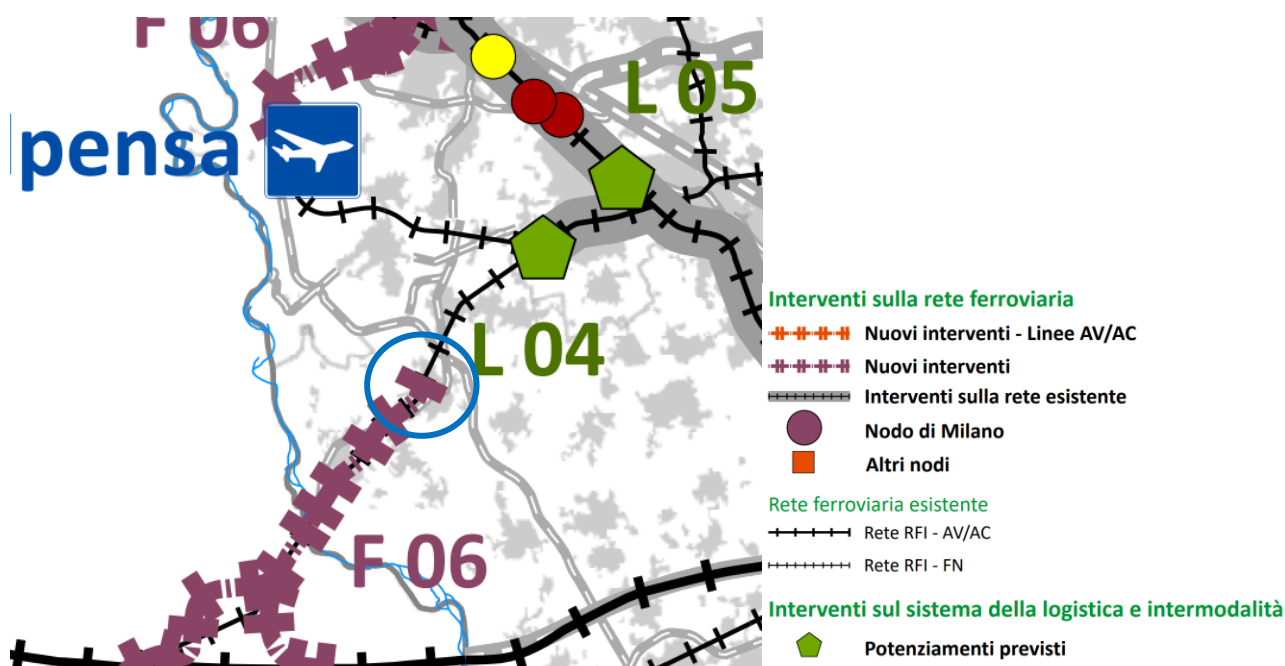 F 06
L 05
pensa
L 04
F 06
Interventi sulla rete ferroviaria
Nuovi interventi - Linee AV/AC
Nuovi interventi
Interventi sulla rete esistente
Nodo di Milano
Altri nodi
Rete ferroviaria esistente
Rete RFI - AV/AC
Rete RFI - FN
Interventi sul sistema della logistica e intermodalità
Potenziamenti previsti